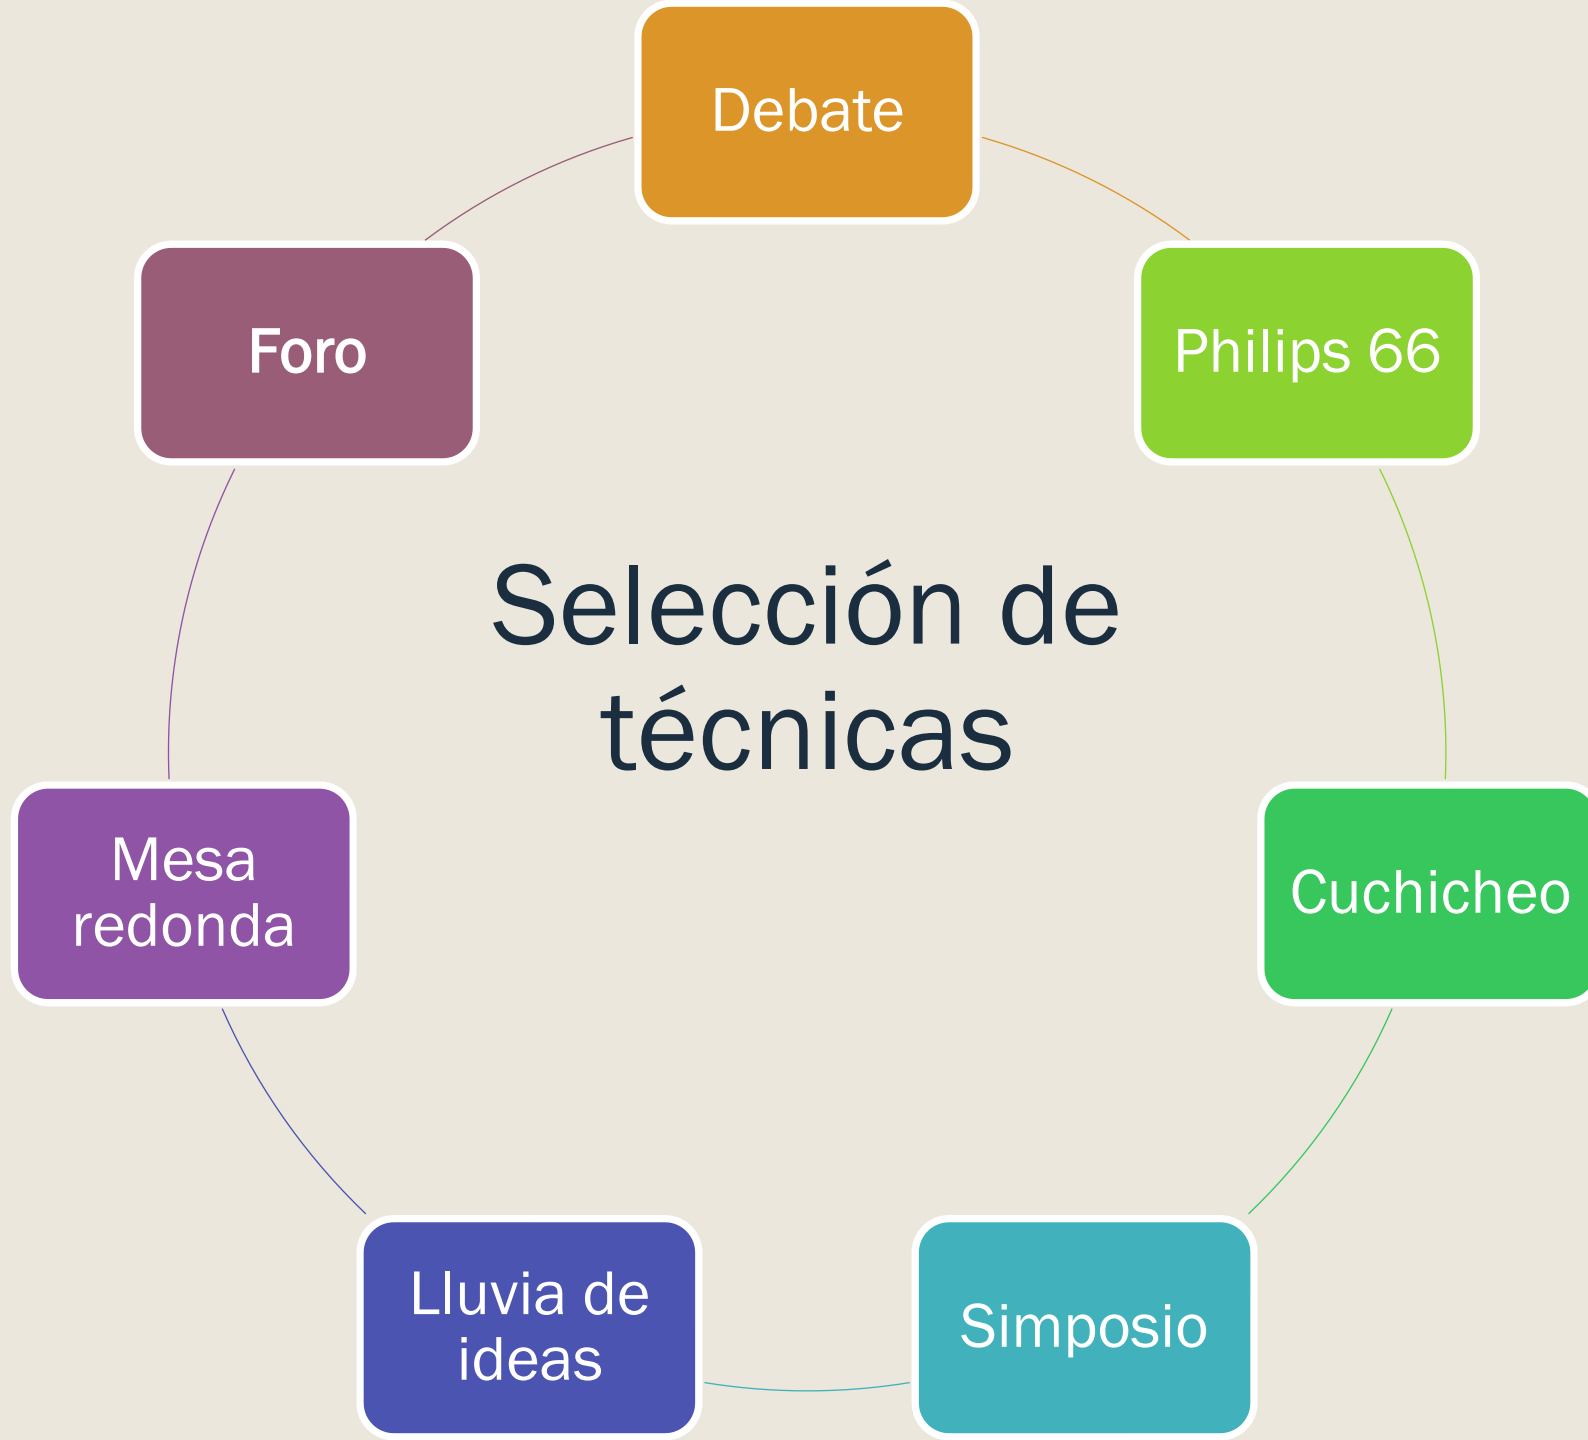 Debate
Philips 66
Cuchicheo
Simposio
Lluvia de
ideas
Mesa
redonda
Foro
Selección de
técnicas